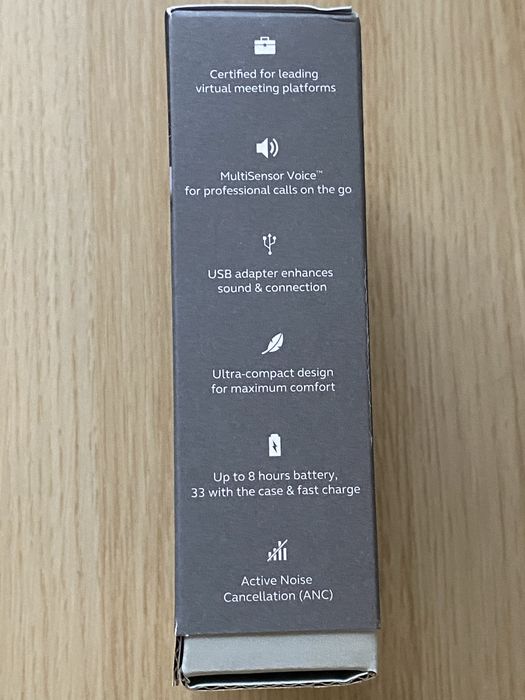 Certified for leading
virtual meeting platforms
MultiSensor Voice™
for professional calls on the go
USB adapter enhances
sound & connection
Ultra-compact design
for maximum comfort
Up to 8 hours battery,
33 with the case & fast charge
Active Noise
Cancellation (ANC)